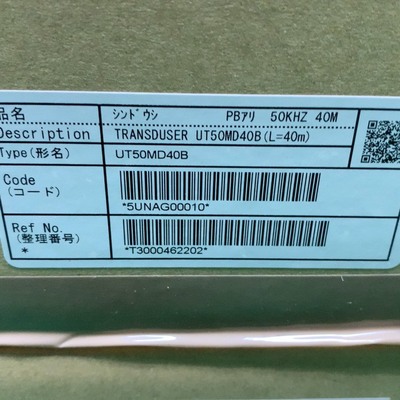 品名 ｼﾝﾄﾞｳｼ PBｱﾘ 50KHZ 40M
Description TRANSDUSER UT50MD40B(L=40m)
Type(形名) UT50MD40B
Code
(コード)
*5UNAG00010*
Ref No.
(整理番号)
*
*T3000462202*